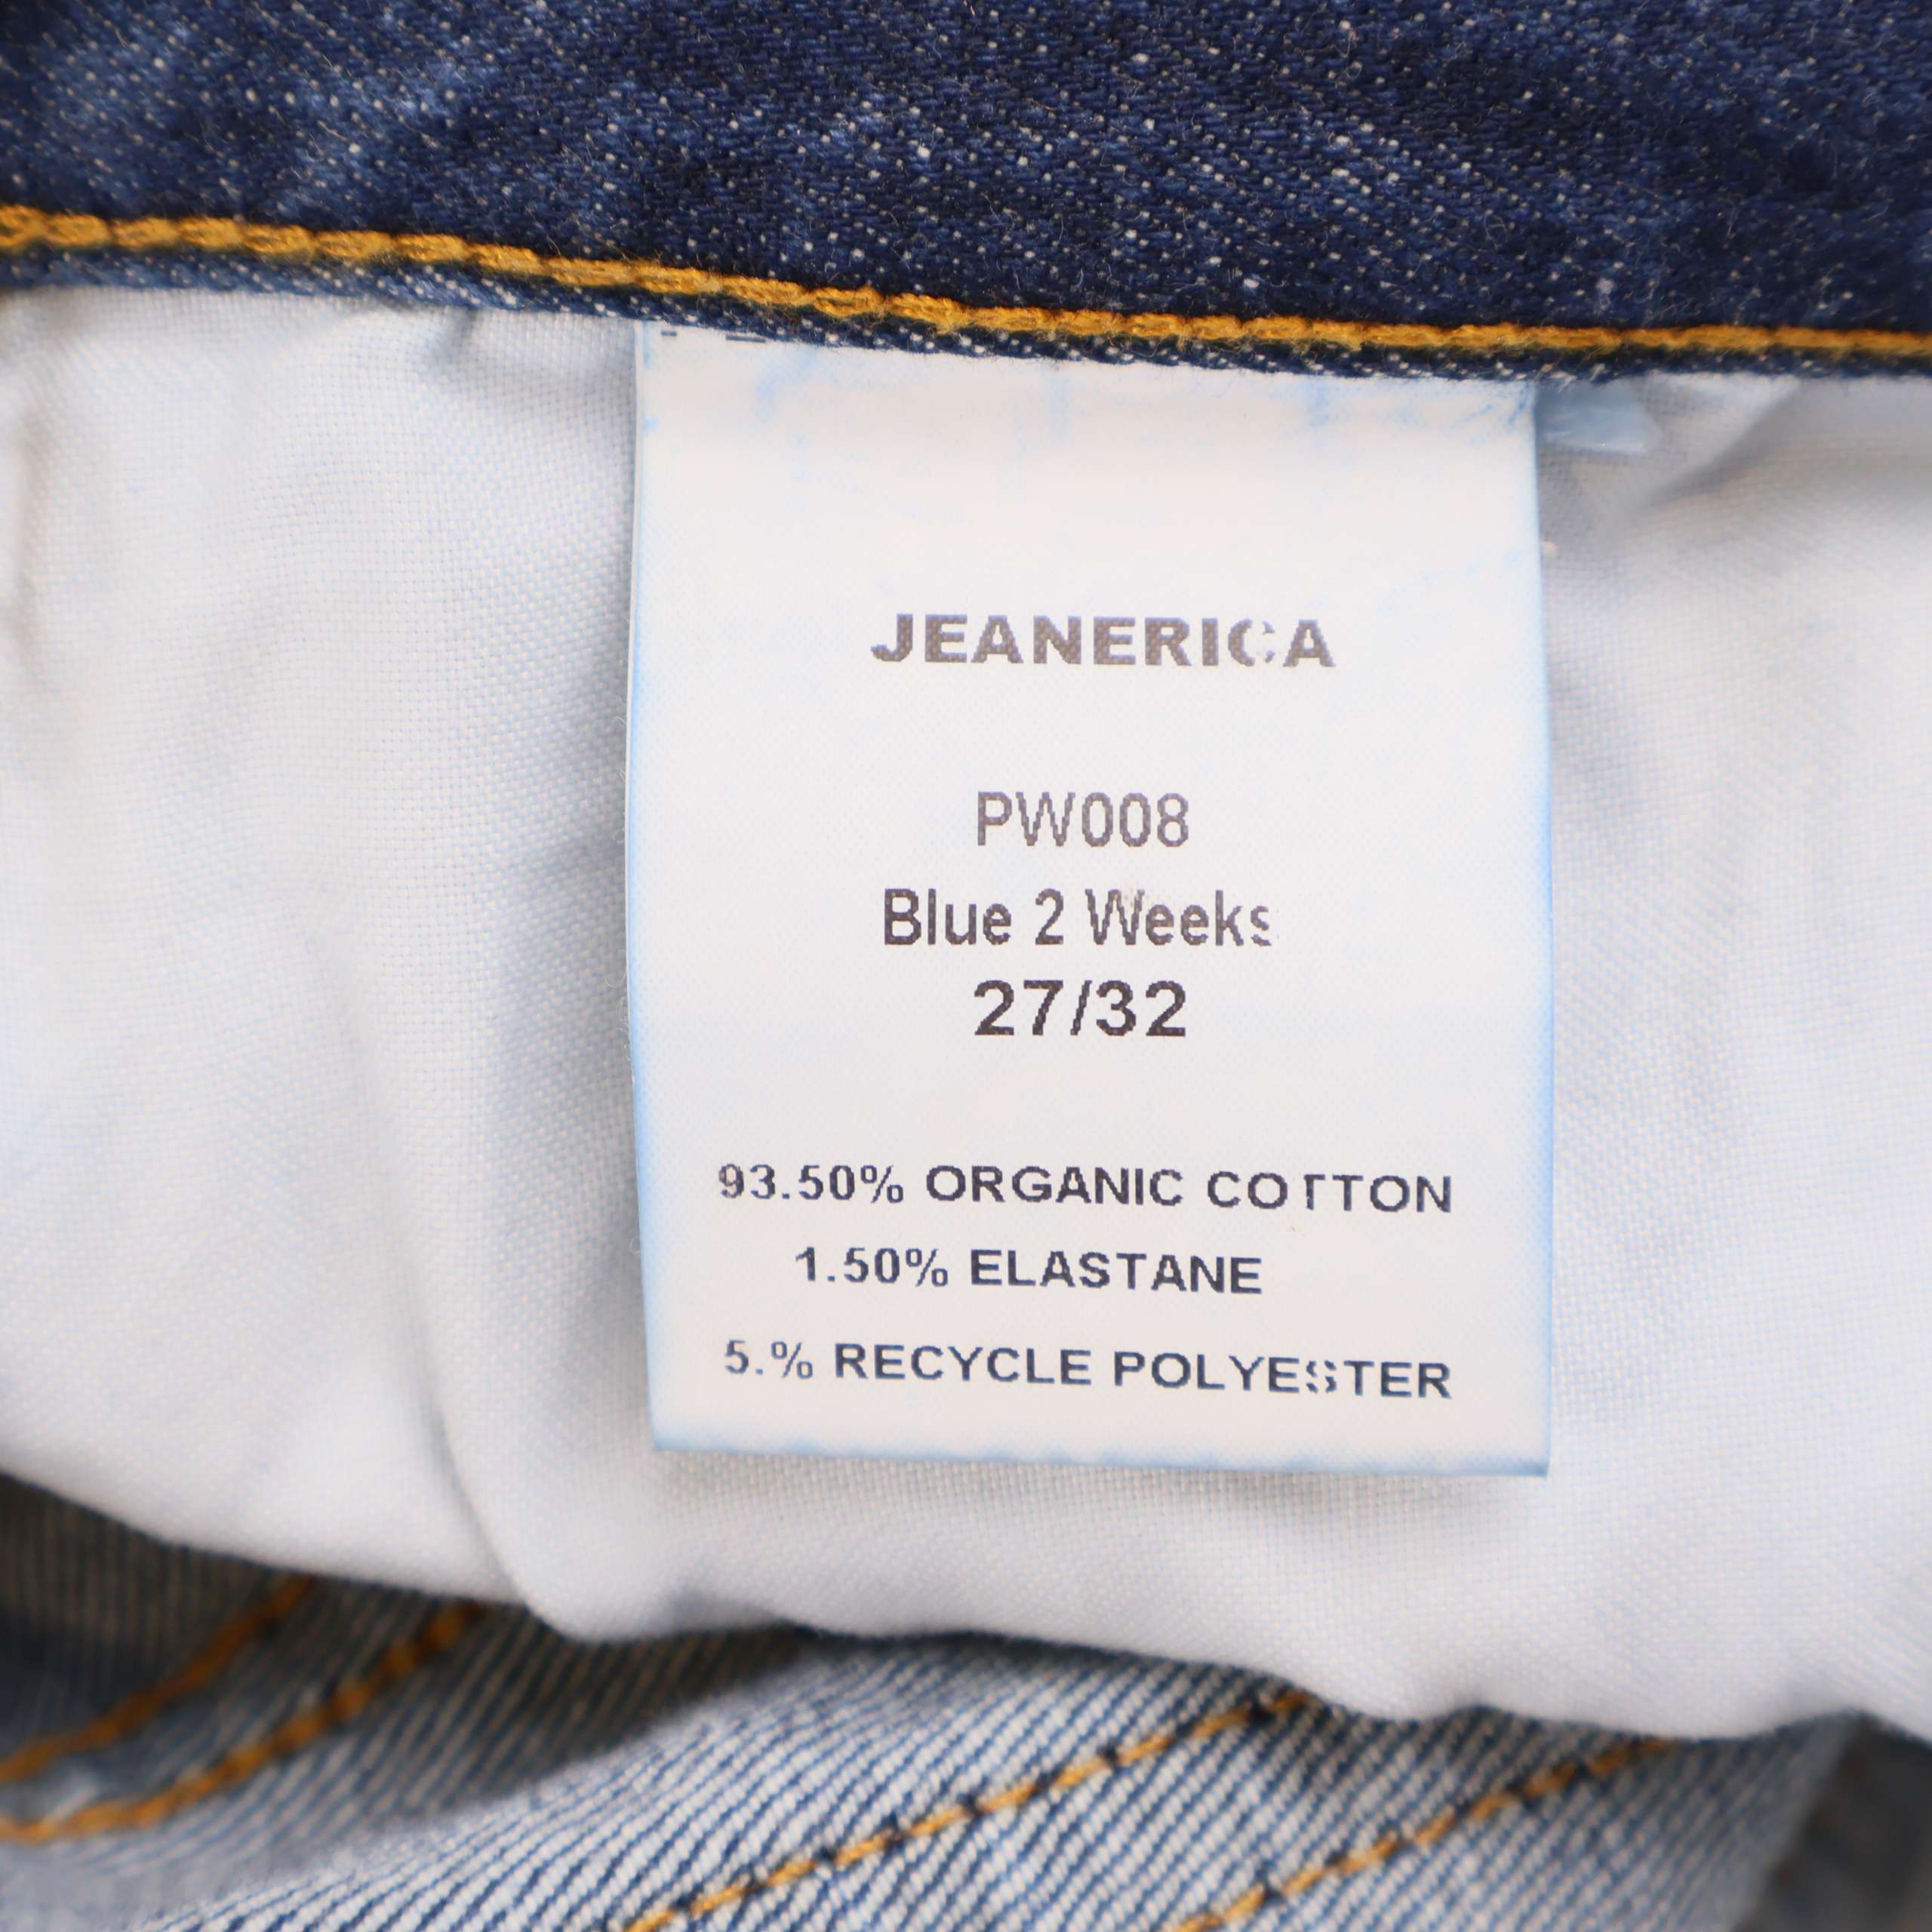 JEANERICA
PW008
Blue 2 Weeks
27/32
93.50% ORGANIC COTTON
1.50% ELASTANE
5.% RECYCLE POLYESTER